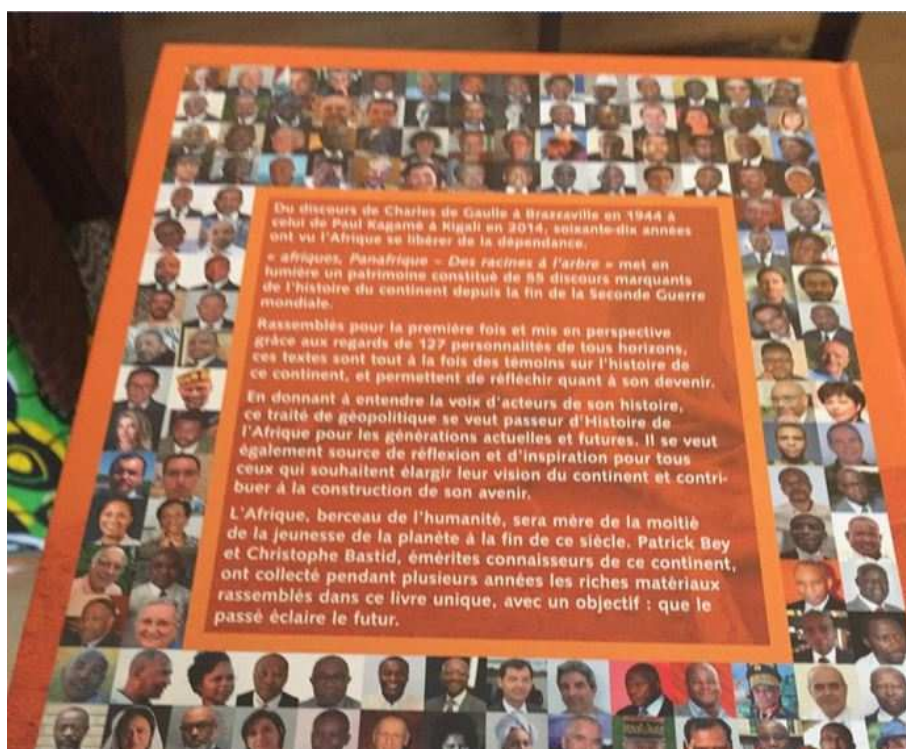 Du discours de Charles de Gaulle à Brazzaville en 1944 à
celui de Paul Kagamé à Kigali en 2014, soixante-dix années
ont vu l'Afrique se libérer de la dépendance.
« afriques, Panafrique – Des racines à l'arbre » met en
lumière un patrimoine constitué de 55 discours marquants
de l'histoire du continent depuis la fin de la Seconde Guerre
mondiale.
Rassemblés pour la première fois et mis en perspective
grâce aux regards de 127 personnalités de tous horizons,
ces textes sont tout à la fois des témoins sur l'histoire de
ce continent, et permettent de réfléchir quant à son devenir.
En donnant à entendre la voix d'acteurs de son histoire,
ce traité de géopolitique se veut passeur d'Histoire de
l'Afrique pour les générations actuelles et futures. Il se veut
également source de réflexion et d'inspiration pour tous
ceux qui souhaitent élargir leur vision du continent et contri-
buer à la construction de son avenir.
L'Afrique, berceau de l'humanité, sera mère de la moitié
de la jeunesse de la planète à la fin de ce siècle. Patrick Bey
et Christophe Bastid, émérites connaisseurs de ce continent,
ont collecté pendant plusieurs années les riches matériaux
rassemblés dans ce livre unique, avec un objectif : que le
passé éclaire le futur.